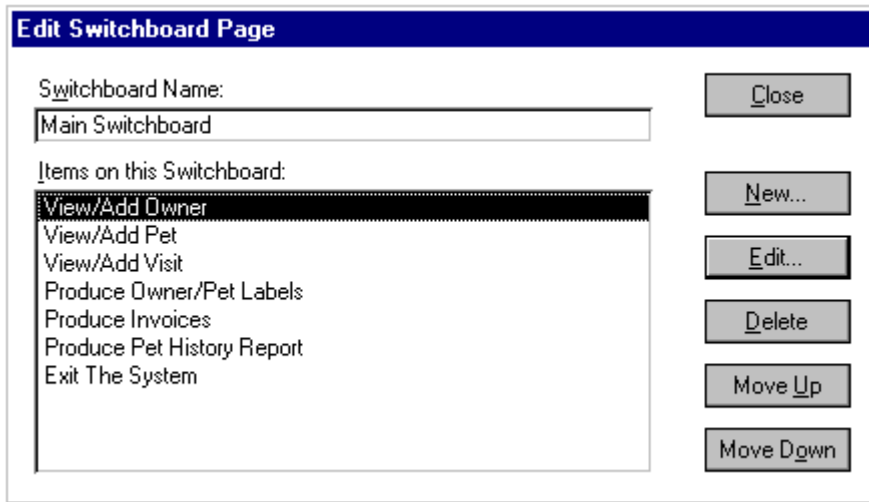 Edit Switchboard Page
Switchboard Name:
Main Switchboard
Items on this Switchboard:
View/Add Owner
View/Add Pet
View/Add Visit
Produce Owner/Pet Labels
Produce Invoices
Produce Pet History Report
Exit The System
Close
New...
Edit...
Delete
Move Up
Move Down